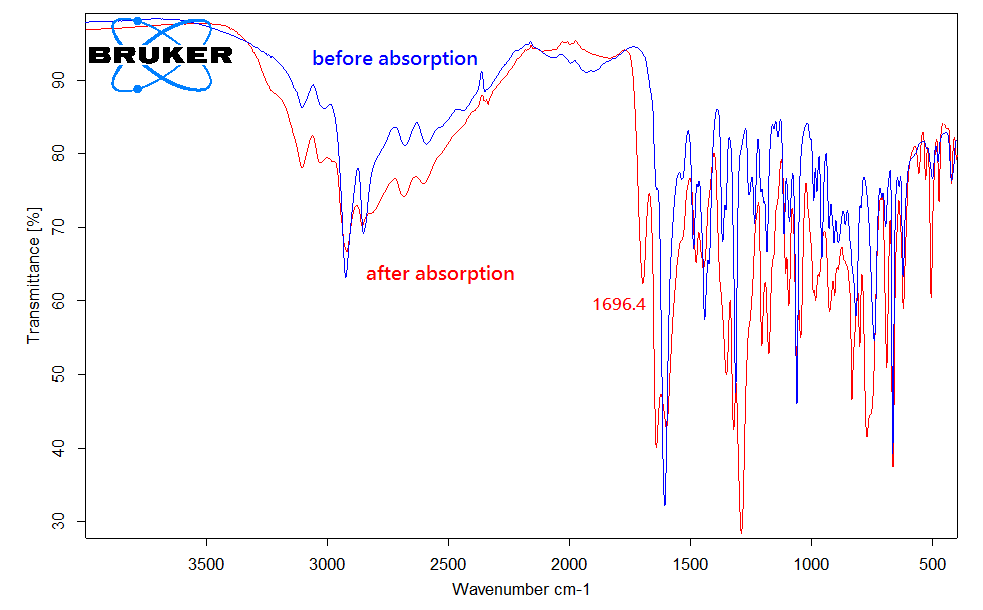 BRUKER
before absorption
after absorption
1696.4
Transmittance [%]
90
80
70
60
50
40
30
3500 3000 2500 2000 1500 1000 500
Wavenumber cm-1